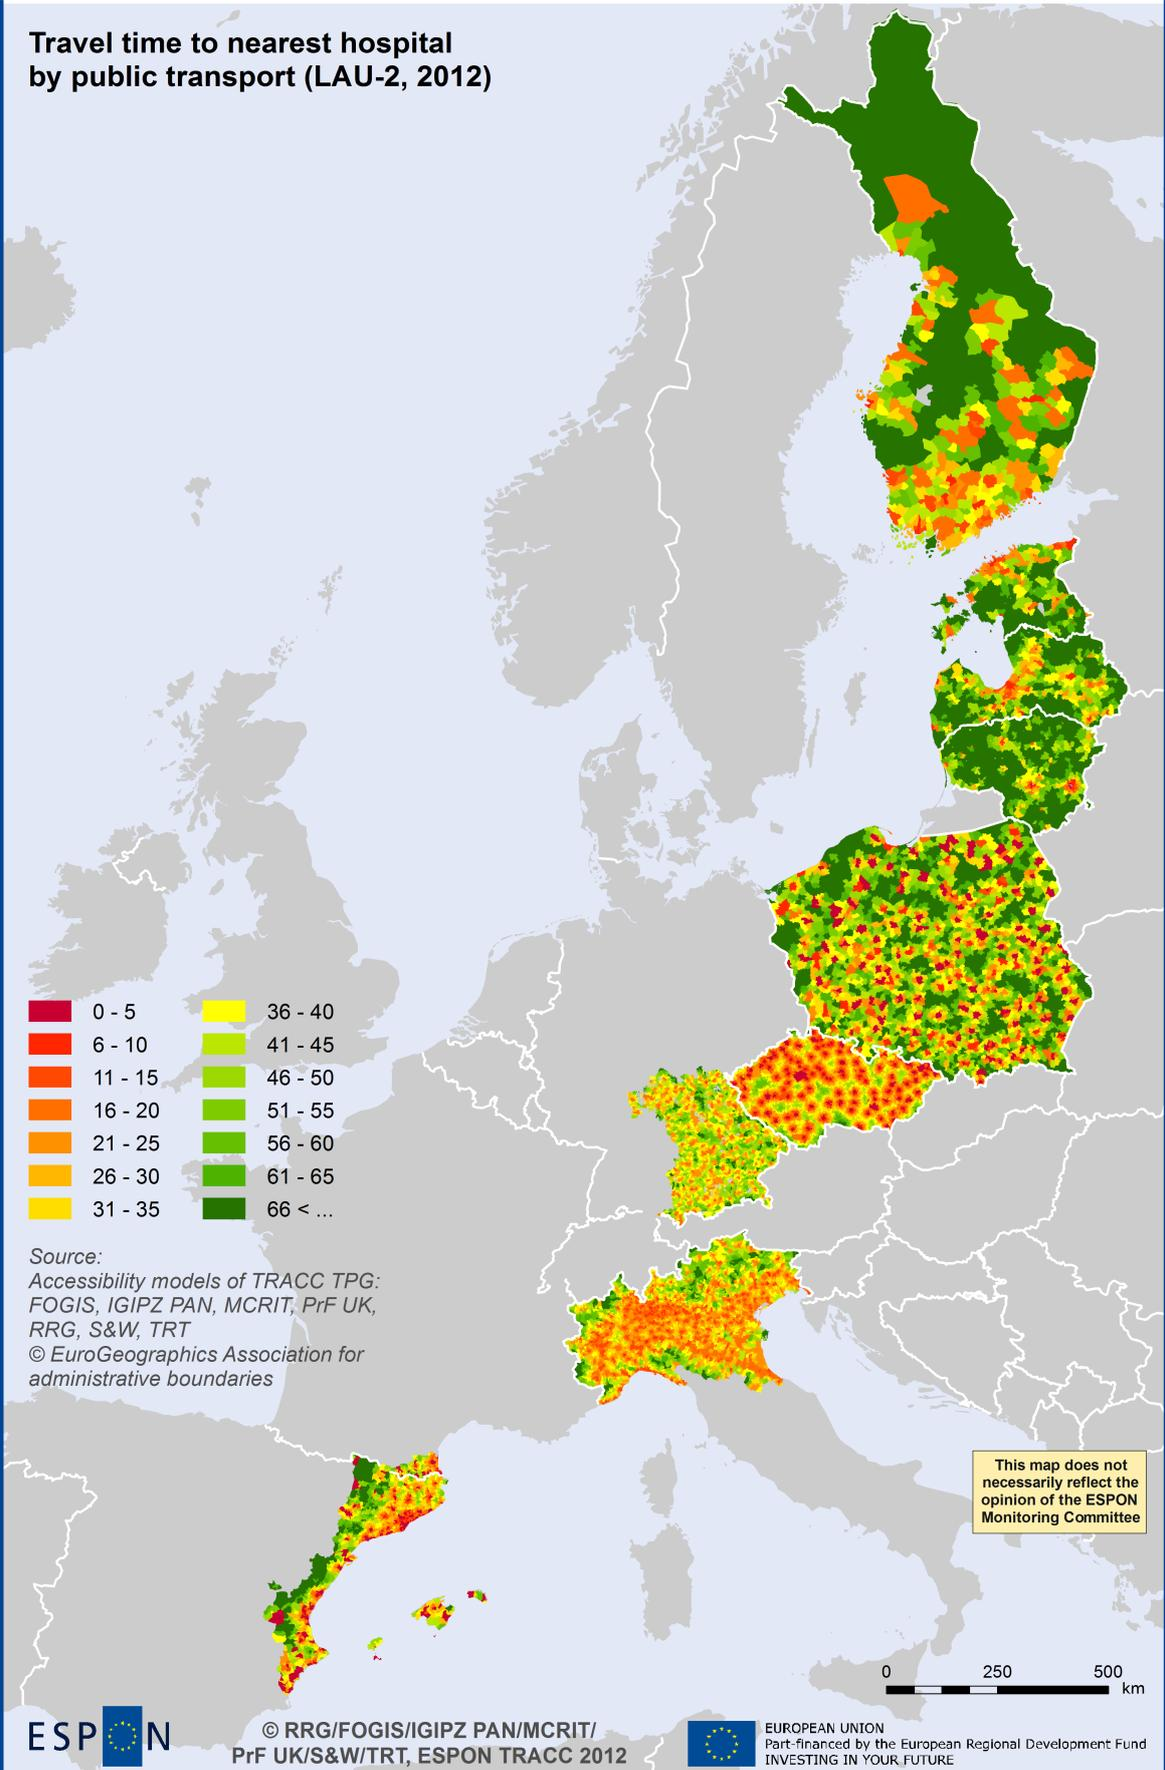 Travel time to nearest hospital
by public transport (LAU-2, 2012)
0 - 5
6 - 10
11 - 15
16 - 20
21 - 25
26 - 30
31 - 35
36 - 40
41 - 45
46 - 50
51 - 55
56 - 60
61 - 65
66 < ...
Source:
Accessibility models of TRACC TPG:
FOGIS, IGIPZ PAN, MCRIT, PrF UK,
RRG, S&W, TRT
© EuroGeographics Association for
administrative boundaries
This map does not
necessarily reflect the
opinion of the ESPON
Monitoring Committee
0 250 500
km
ESPON
© RRG/FOGIS/IGIPZ PAN/MCRIT/
PrF UK/S&W/TRT, ESPON TRACC 2012
EUROPEAN UNION
Part-financed by the European Regional Development Fund
INVESTING IN YOUR FUTURE